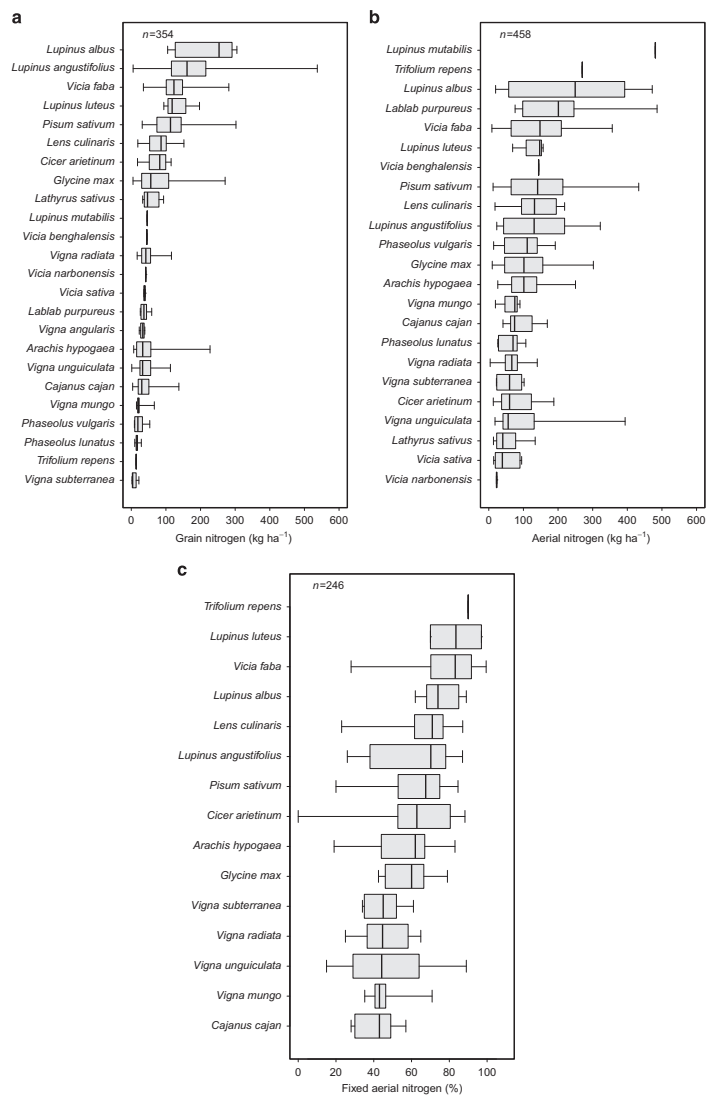 a
n=354
Lupinus albus
Lupinus angustifolius
Vicia faba
Lupinus luteus
Pisum sativum
Lens culinaris
Cicer arietinum
Glycine max
Lathyrus sativus
Lupinus mutabilis
Vicia benghalensis
Vigna radiata
Vicia narbonensis
Vicia sativa
Lablab purpureus
Vigna angularis
Arachis hypogaea
Vigna unguiculata
Cajanus cajan
Vigna mungo
Phaseolus vulgaris
Phaseolus lunatus
Trifolium repens
Vigna subterranea
0 100 200 300 400 500 600
Grain nitrogen (kg ha⁻¹)
b
n=458
Lupinus mutabilis
Trifolium repens
Lupinus albus
Lablab purpureus
Vicia faba
Lupinus luteus
Vicia benghalensis
Pisum sativum
Lens culinaris
Lupinus angustifolius
Phaseolus vulgaris
Glycine max
Arachis hypogaea
Vigna mungo
Cajanus cajan
Phaseolus lunatus
Vigna radiata
Vigna subterranea
Cicer arietinum
Vigna unguiculata
Lathyrus sativus
Vicia sativa
Vicia narbonensis
0 100 200 300 400 500 600
Aerial nitrogen (kg ha⁻¹)
c
n=246
Trifolium repens
Lupinus luteus
Vicia faba
Lupinus albus
Lens culinaris
Lupinus angustifolius
Pisum sativum
Cicer arietinum
Arachis hypogaea
Glycine max
Vigna subterranea
Vigna radiata
Vigna unguiculata
Vigna mungo
Cajanus cajan
0 20 40 60 80 100
Fixed aerial nitrogen (%)